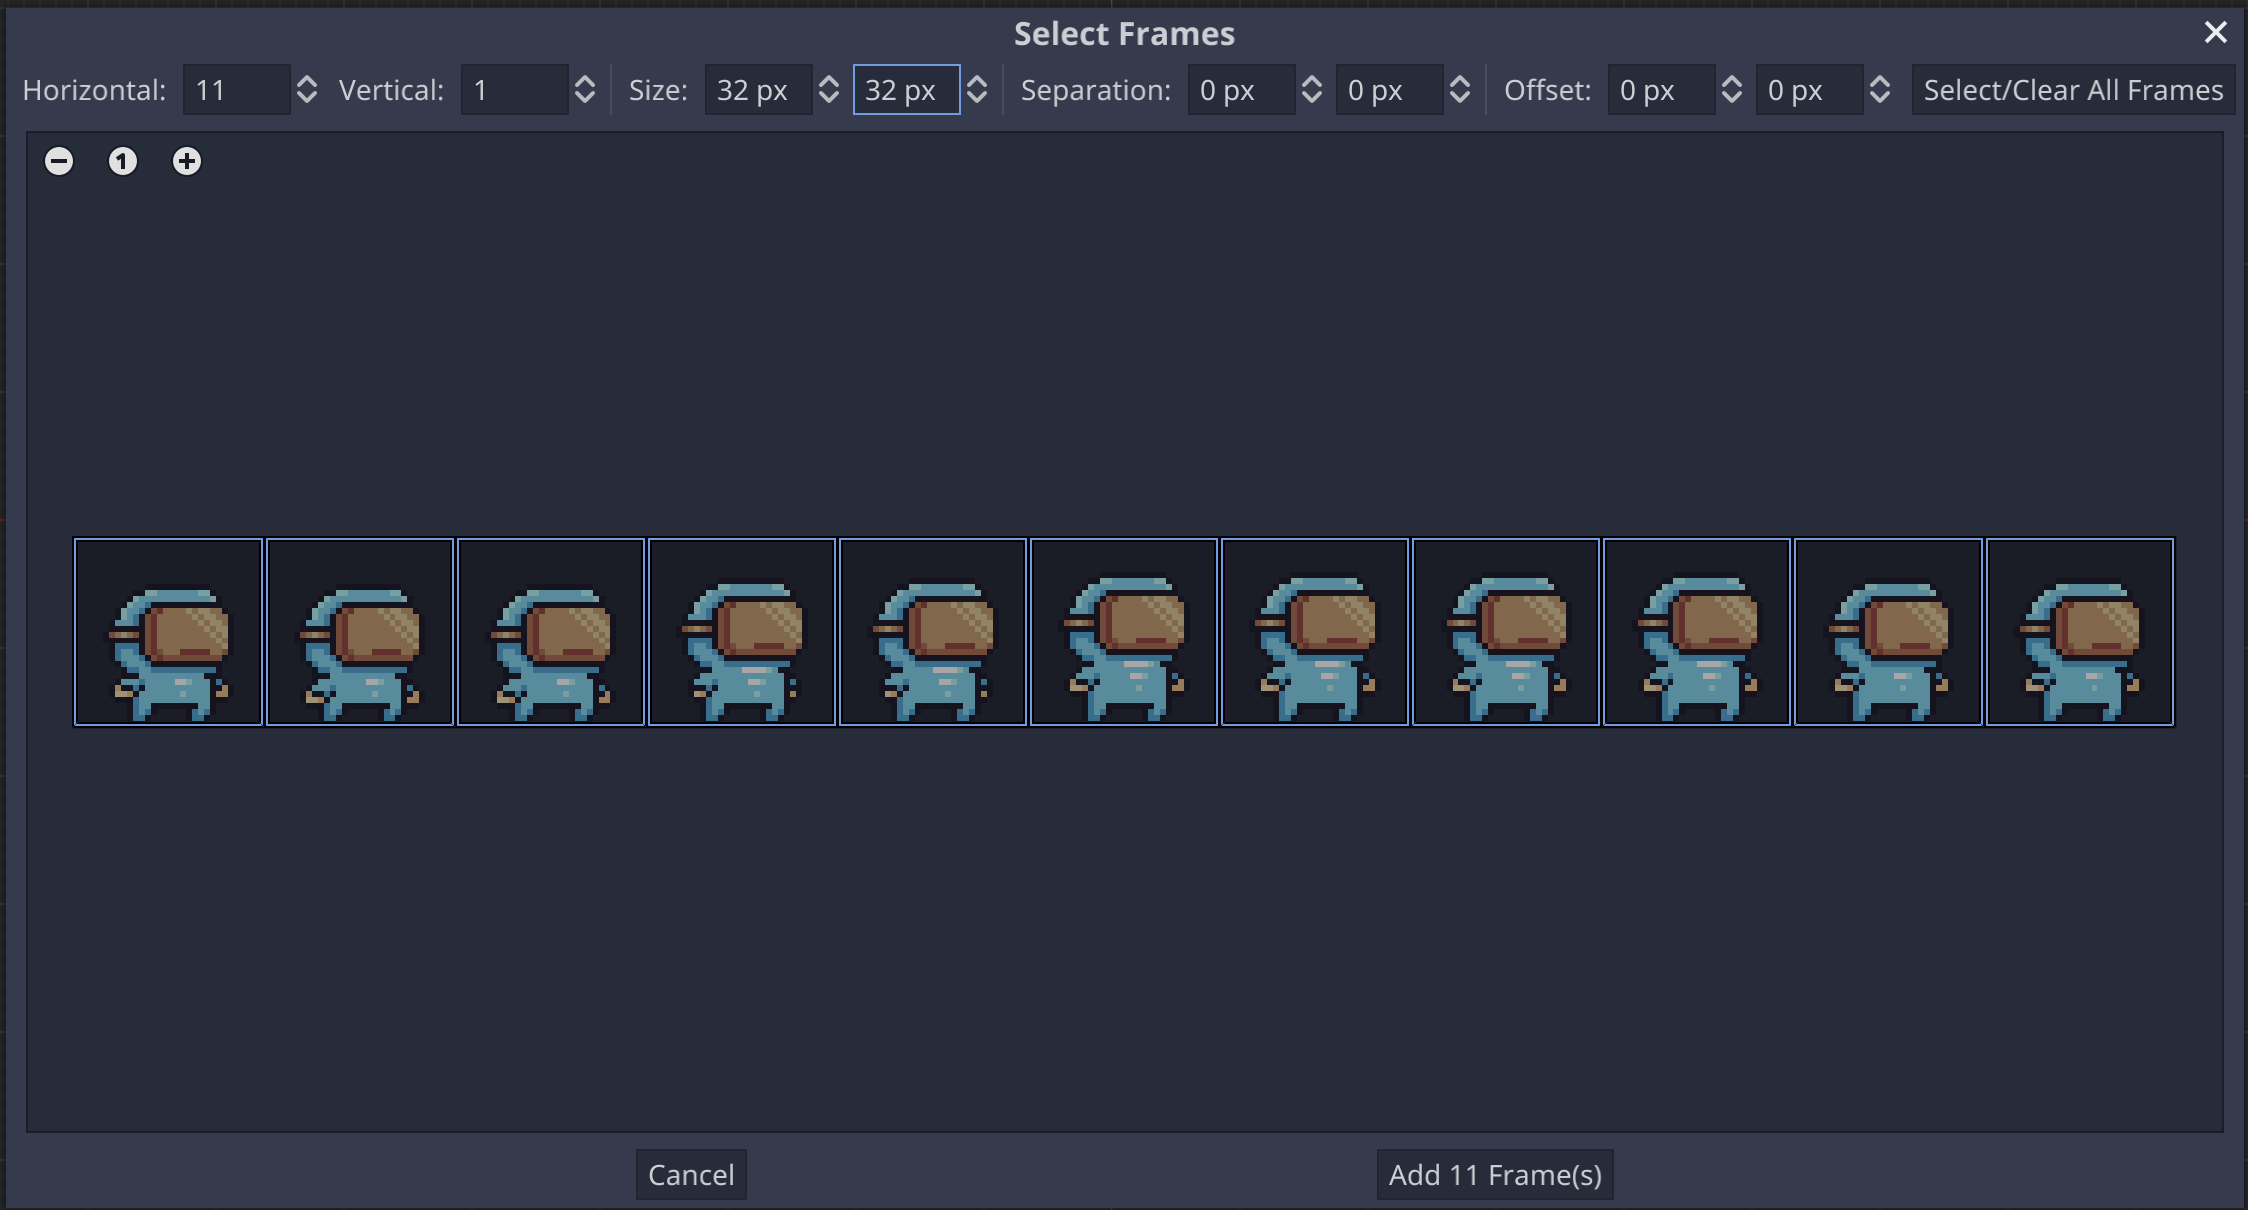 Select Frames
Horizontal: 11 Vertical: 1 Size: 32 px 32 px Separation: 0 px 0 px Offset: 0 px 0 px Select/Clear All Frames
1
Cancel Add 11 Frame(s)